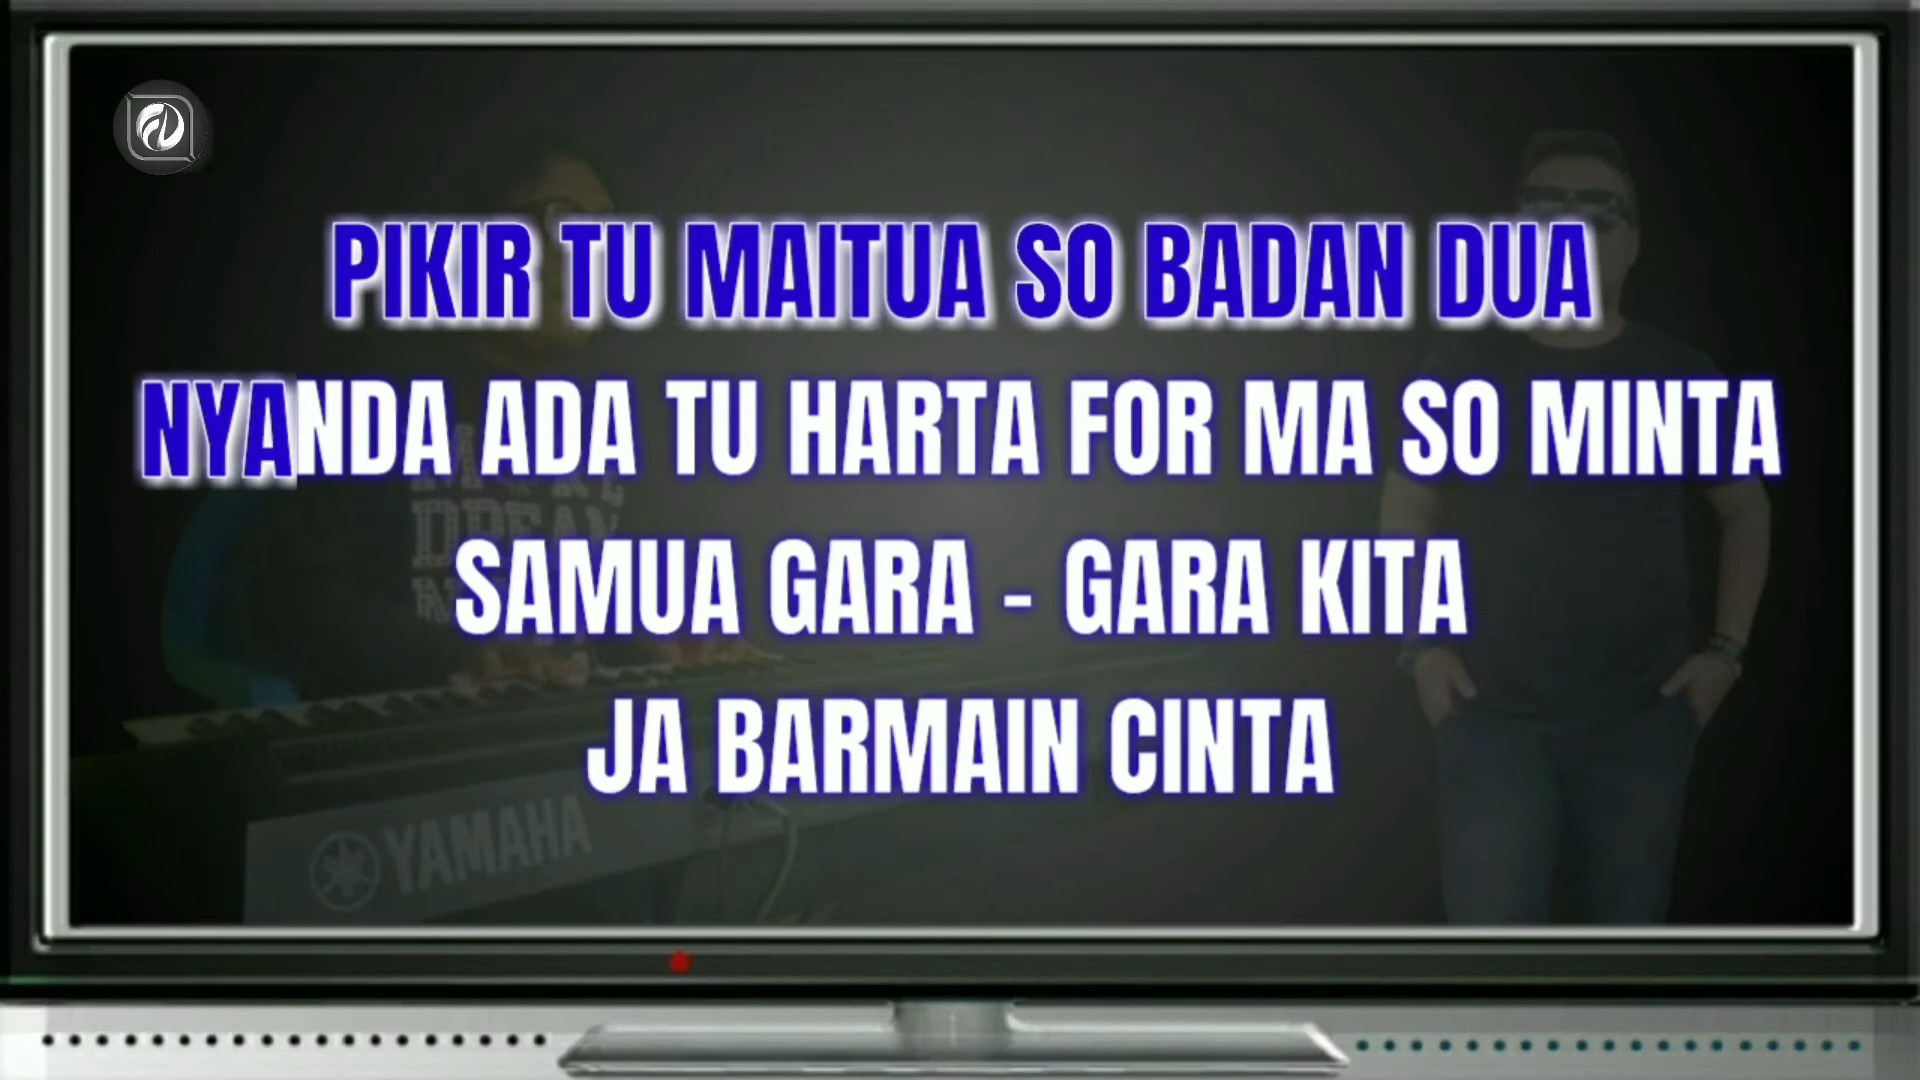 PIKIR TU MAITUA SO BADAN DUA
NYANDA ADA TU HARTA FOR MA SO MINTA
SAMUA GARA - GARA KITA
JA BARMAIN CINTA
YAMAHA